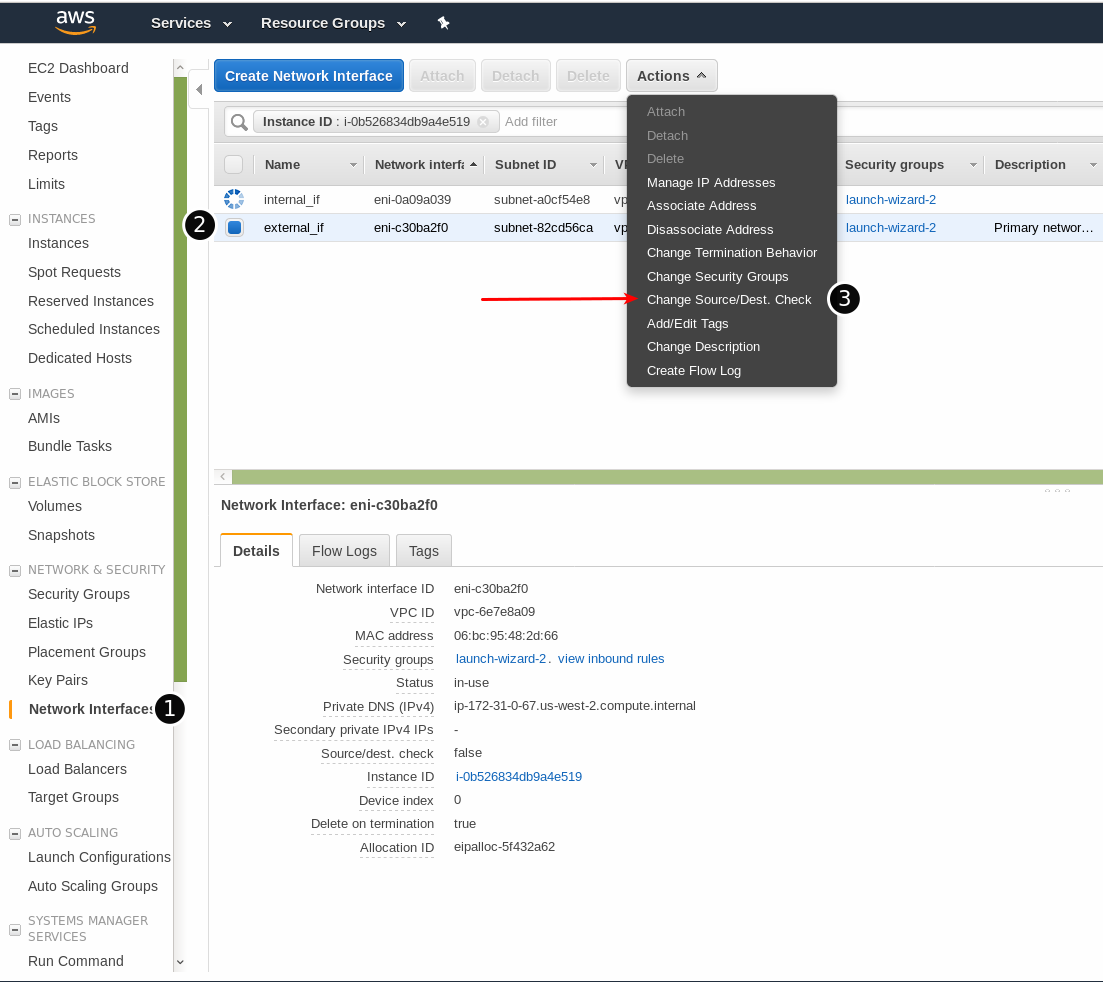 aws Services Resource Groups
EC2 Dashboard
Events
Tags
Reports
Limits
INSTANCES
Instances
Spot Requests
Reserved Instances
Scheduled Instances
Dedicated Hosts
IMAGES
AMIs
Bundle Tasks
ELASTIC BLOCK STORE
Volumes
Snapshots
NETWORK & SECURITY
Security Groups
Elastic IPs
Placement Groups
Key Pairs
Network Interfaces 1
LOAD BALANCING
Load Balancers
Target Groups
AUTO SCALING
Launch Configurations
Auto Scaling Groups
SYSTEMS MANAGER
SERVICES
Run Command
Create Network Interface Attach Detach Delete Actions
Instance ID : i-0b526834db9a4e519 Add filter
Name Network interfa Subnet ID Security groups Description
internal_if eni-0a09a039 subnet-a0cf54e8 vp launch-wizard-2
2 external_if eni-c30ba2f0 subnet-82cd56ca vp launch-wizard-2 Primary networ…
Attach
Detach
Delete
Manage IP Addresses
Associate Address
Disassociate Address
Change Termination Behavior
Change Security Groups
Change Source/Dest. Check 3
Add/Edit Tags
Change Description
Create Flow Log
Network Interface: eni-c30ba2f0
Details Flow Logs Tags
Network interface ID eni-c30ba2f0
VPC ID vpc-6e7e8a09
MAC address 06:bc:95:48:2d:66
Security groups launch-wizard-2. view inbound rules
Status in-use
Private DNS (IPv4) ip-172-31-0-67.us-west-2.compute.internal
Secondary private IPv4 IPs -
Source/dest. check false
Instance ID i-0b526834db9a4e519
Device index 0
Delete on termination true
Allocation ID eipalloc-5f432a62